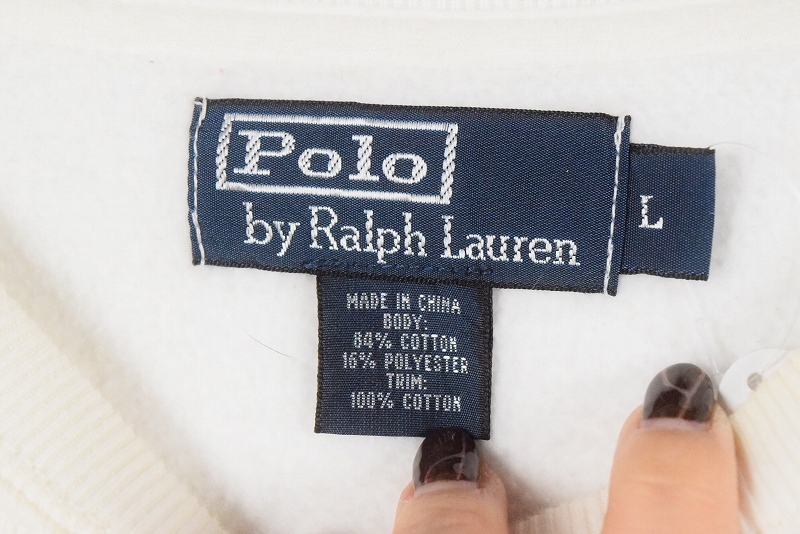 Polo
by Ralph Lauren
L
MADE IN CHINA
BODY:
84% COTTON
16% POLYESTER
TRIM:
100% COTTON